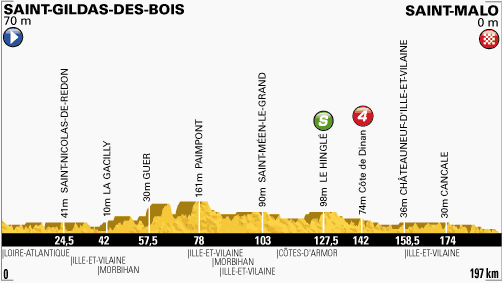 SAINT-GILDAS-DES-BOIS
70 m
SAINT-MALO
0 m
41m SAINT-NICOLAS-DE-REDON
10m LA GACILLY
30m GUER
161m PAIMPONT
90m SAINT-MÉEN-LE-GRAND
S
98m LE HINGLÉ
4
74m Côte de Dinan
36m CHÂTEAUNEUF-D'ILLE-ET-VILAINE
30m CANCALE
24,5 42 57,5 78 103 127,5 142 158,5 174
LOIRE-ATLANTIQUE
ILLE-ET-VILAINE
MORBIHAN
ILLE-ET-VILAINE
MORBIHAN
ILLE-ET-VILAINE
CÔTES-D'ARMOR
ILLE-ET-VILAINE
0
197 km